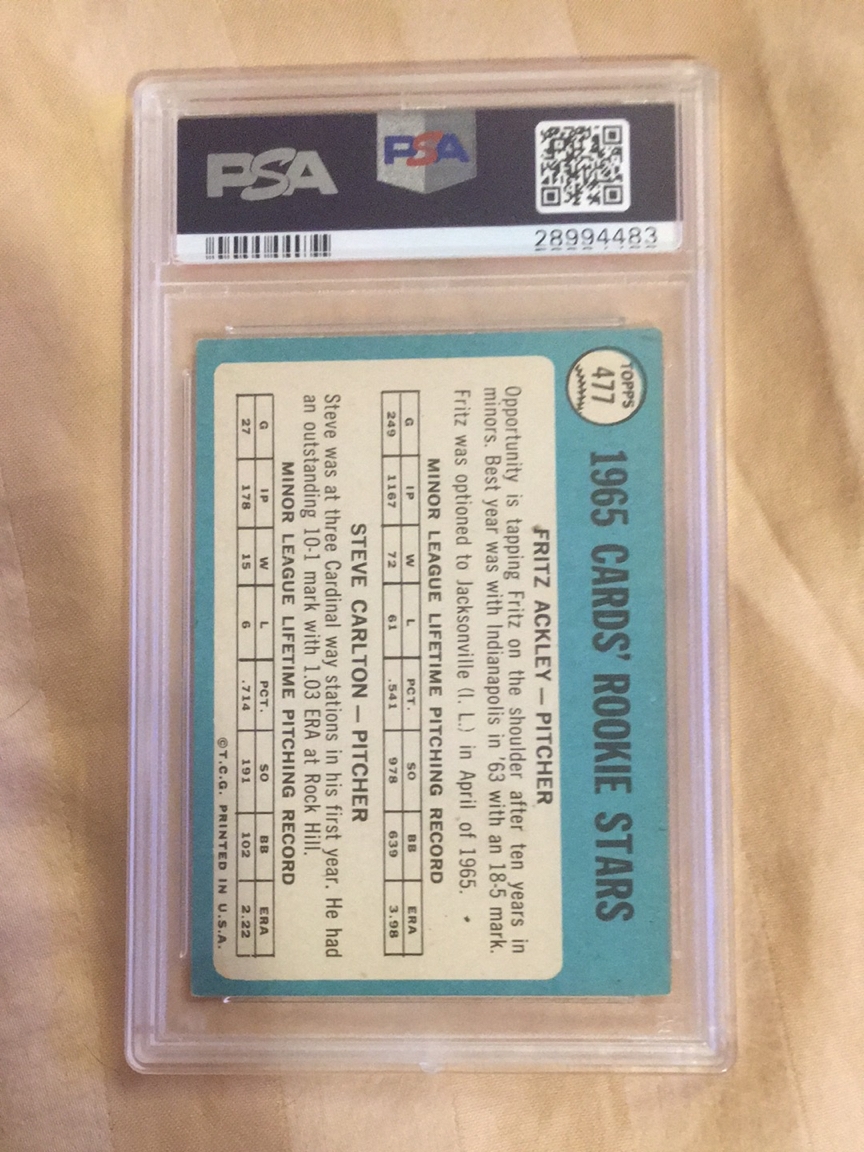 PSA
PSA
28994483
TOPPS
477
1965 CARDS' ROOKIE STARS
FRITZ ACKLEY — PITCHER
Opportunity is tapping Fritz on the shoulder after ten years in
minors. Best year was with Indianapolis in '63 with an 18-5 mark.
Fritz was optioned to Jacksonville (I. L.) in April of 1965. •
MINOR LEAGUE LIFETIME PITCHING RECORD
G IP W L PCT. SO BB ERA
249 1167 72 61 .541 978 639 3.98
STEVE CARLTON — PITCHER
Steve was at three Cardinal way stations in his first year. He had
an outstanding 10-1 mark with 1.03 ERA at Rock Hill.
MINOR LEAGUE LIFETIME PITCHING RECORD
G IP W L PCT. SO BB ERA
27 178 15 6 .714 191 102 2.22
©T.C.G. PRINTED IN U.S.A.